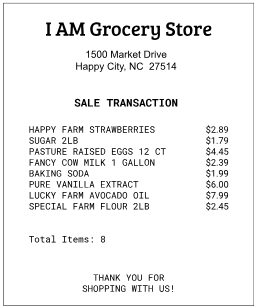 I AM Grocery Store
1500 Market Drive
Happy City, NC  27514
SALE TRANSACTION
HAPPY FARM STRAWBERRIES $2.89
SUGAR 2LB $1.79
PASTURE RAISED EGGS 12 CT $4.45
FANCY COW MILK 1 GALLON $2.39
BAKING SODA $1.99
PURE VANILLA EXTRACT $6.00
LUCKY FARM AVOCADO OIL $7.99
SPECIAL FARM FLOUR 2LB $2.45
Total Items: 8
THANK YOU FOR
SHOPPING WITH US!